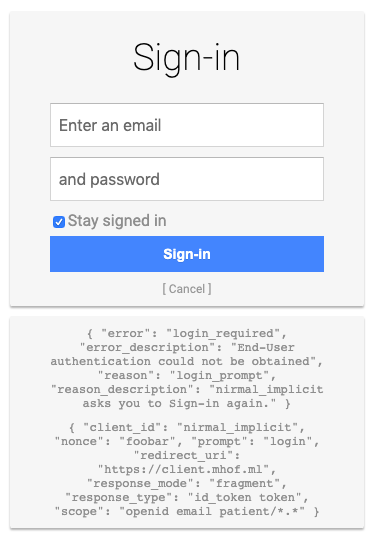 Sign-in
Enter an email
and password
Stay signed in
Sign-in
[ Cancel ]
{ "error": "login_required",
"error_description": "End-User
authentication could not be obtained",
"reason": "login_prompt",
"reason_description": "nirmal_implicit
asks you to Sign-in again." }
{ "client_id": "nirmal_implicit",
"nonce": "foobar", "prompt": "login",
"redirect_uri":
"https://client.mhof.ml",
"response_mode": "fragment",
"response_type": "id_token token",
"scope": "openid email patient/*.*" }